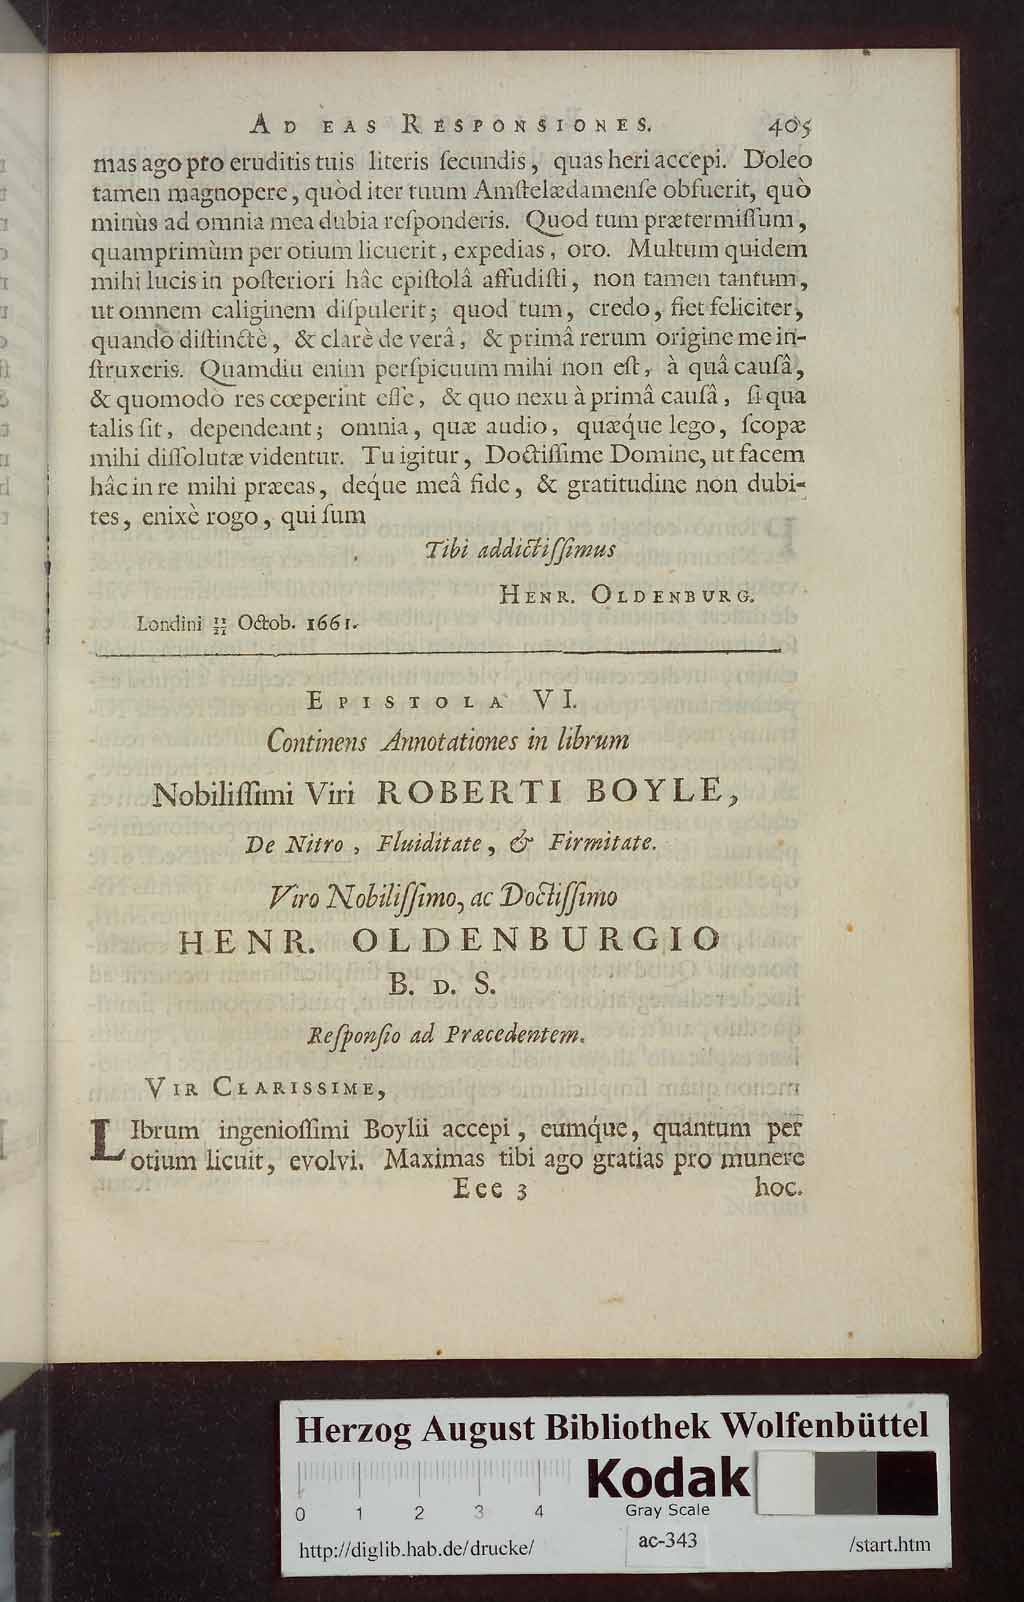 AD EAS RESPONSIONES. 405
mas ago pro eruditis tuis literis ſecundis, quas heri accepi. Doleo
tamen magnopere, quòd iter tuum Amſtelædamenſe obfuerit, quò
minùs ad omnia mea dubia reſponderis. Quod tum prætermiſſum,
quamprimùm per otium licuerit, expedias, oro. Multum quidem
mihi lucis in poſteriori hâc epiſtolâ affudiſti, non tamen tantum,
ut omnem caliginem diſpulerit; quod tum, credo, fiet feliciter,
quando diſtinctè, & clarè de verâ, & primâ rerum origine me in-
ſtruxeris. Quamdiu enim perſpicuum mihi non eſt, à quâ cauſâ,
& quomodo res cœperint eſſe, & quo nexu à primâ cauſâ, ſi qua
talis ſit, dependeant; omnia, quæ audio, quæque lego, ſcopæ
mihi diſſolutæ videntur. Tu igitur, Doctiſſime Domine, ut facem
hâc in re mihi præeas, deque meâ fide, & gratitudine non dubi-
tes, enixè rogo, qui ſum
Tibi addictiſſimus
HENR. OLDENBURG.
Londini 11/21 Octob. 1661.
EPISTOLA VI.
Continens Annotationes in librum
Nobiliſſimi Viri ROBERTI BOYLE,
De Nitro, Fluiditate, & Firmitate.
Viro Nobiliſſimo, ac Doctiſſimo
HENR. OLDENBURGIO
B. D. S.
Reſponſio ad Præcedentem.
VIR CLARISSIME,
LIbrum ingenioſſimi Boylii accepi, eumque, quantum per
otium licuit, evolvi. Maximas tibi ago gratias pro munere
Eee 3 hoc.
Herzog August Bibliothek Wolfenbüttel
Kodak
0 1 2 3 4
Gray Scale
http://diglib.hab.de/drucke/ ac-343 /start.htm